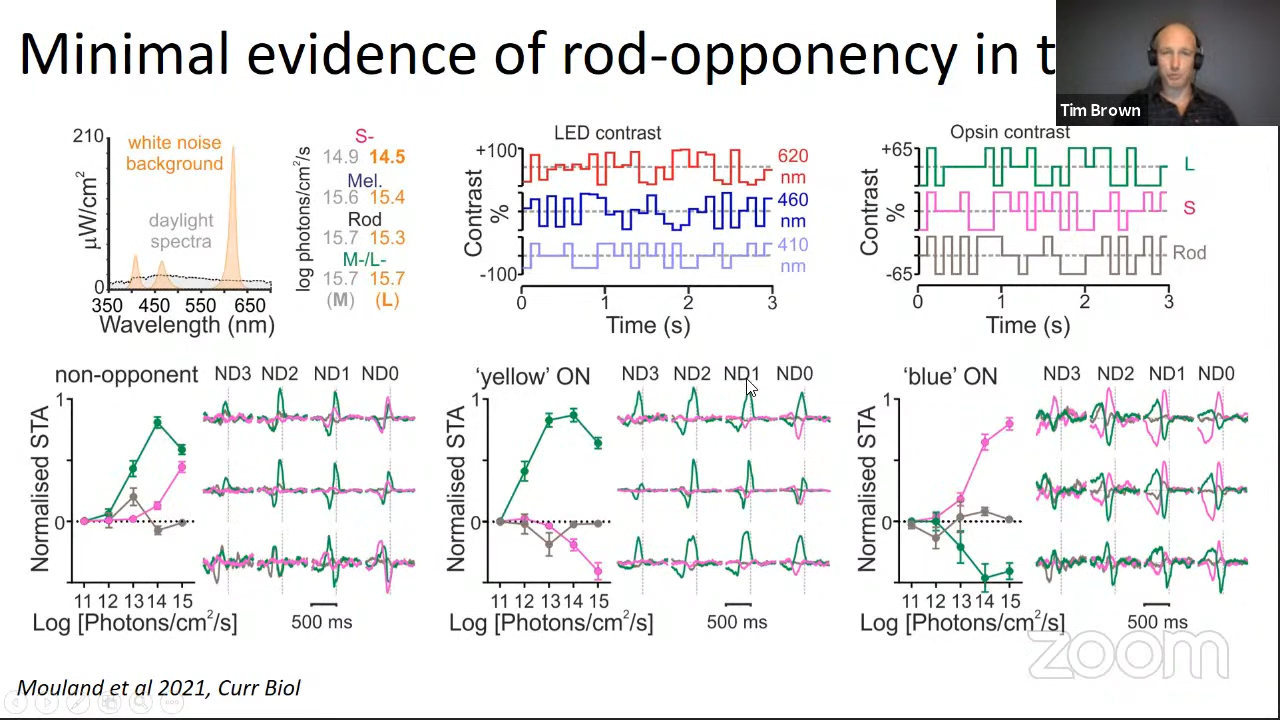 Minimal evidence of rod-opponency in t
Tim Brown
210
0
µW/cm²
white noise
background
daylight
spectra
350 450 550 650
Wavelength (nm)
log photons/cm²/s
S-
14.9 14.5
Mel.
15.6 15.4
Rod
15.7 15.3
M-/L-
15.7 15.7
(M) (L)
LED contrast
+100
Contrast
%
-100
620
nm
460
nm
410
nm
0 1 2 3
Time (s)
Opsin contrast
+65
Contrast
%
-65
L
S
Rod
0 1 2 3
Time (s)
non-opponent
ND3 ND2 ND1 ND0
1
0
Normalised STA
11 12 13 14 15
Log [Photons/cm²/s]
500 ms
‘yellow’ ON
ND3 ND2 ND1 ND0
1
0
Normalised STA
11 12 13 14 15
Log [Photons/cm²/s]
500 ms
‘blue’ ON
ND3 ND2 ND1 ND0
1
0
Normalised STA
11 12 13 14 15
Log [Photons/cm²/s]
500 ms
zoom
Mouland et al 2021, Curr Biol